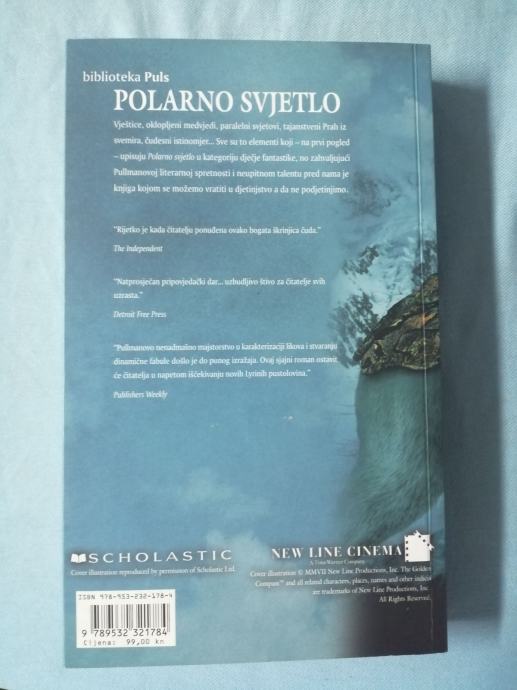 biblioteka Puls
POLARNO SVJETLO
Vještice, oklopljeni medvjedi, paralelni svjetovi, tajanstveni Prah iz
svemira, čudesni istinomjer... Sve su to elementi koji – na prvi pogled
– upisuju Polarno svjetlo u kategoriju dječje fantastike, no zahvaljujući
Pullmanovoj literarnoj spretnosti i neupitnom talentu pred nama je
knjiga kojom se možemo vratiti u djetinjstvo a da ne podjetinjimo.
"Rijetko je kada čitatelju ponuđena ovako bogata škrinjica čuda."
The Independent
"Natprosječan pripovjedački dar... uzbudljivo štivo za čitatelje svih
uzrasta."
Detroit Free Press
"Pullmanovo nenadmašno majstorstvo u karakterizaciji likova i stvaranju
dinamične fabule došlo je do punog izražaja. Ovaj sjajni roman ostavit
će čitatelja u napetom iščekivanju novih Lyrinih pustolovina."
Publishers Weekly
SCHOLASTIC
Cover illustration reproduced by permission of Scholastic Ltd.
NEW LINE CINEMA
A Time Warner Company
Cover illustration © MMVII New Line Productions, Inc. The Golden
Compass™ and all related characters, places, names and other indicia
are trademarks of New Line Productions, Inc.
All Rights Reserved.
ISBN 978-953-232-178-4
9 789532 321784
Cijena: 99,00 kn